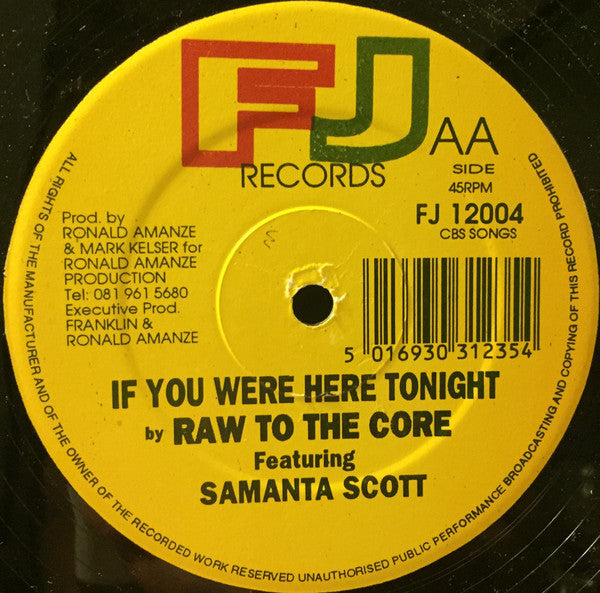 FJ
RECORDS
AA
SIDE
45RPM
FJ 12004
CBS SONGS
Prod. by
RONALD AMANZE
& MARK KELSER for
RONALD AMANZE
PRODUCTION
Tel: 081 961 5680
Executive Prod.
FRANKLIN &
RONALD AMANZE
5 016930 312354
IF YOU WERE HERE TONIGHT
by RAW TO THE CORE
Featuring
SAMANTA SCOTT
ALL RIGHTS OF THE MANUFACTURER AND OF THE OWNER OF THE RECORDED WORK RESERVED UNAUTHORISED PUBLIC PERFORMANCE BROADCASTING AND COPYING OF THIS RECORD PROHIBITED